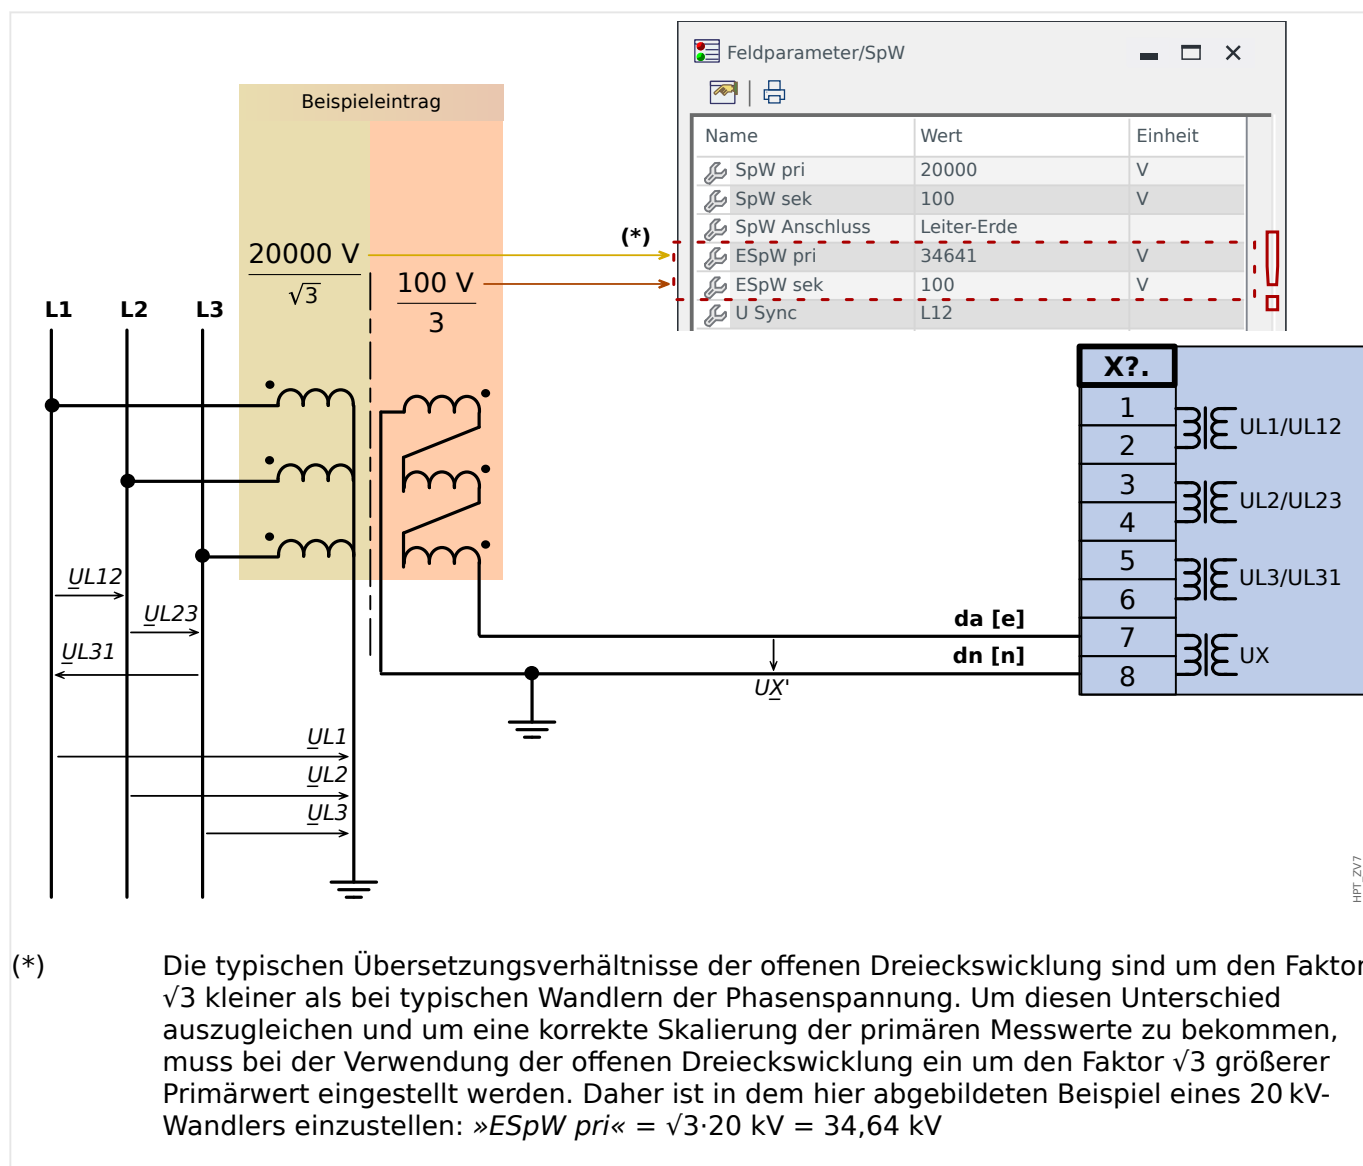 Feldparameter/SpW
Beispieleintrag
Name Wert Einheit
SpW pri 20000 V
SpW sek 100 V
SpW Anschluss Leiter-Erde
(*)
ESpW pri 34641 V
ESpW sek 100 V
U Sync L12
20000 V
√3
100 V
3
L1 L2 L3
X?.
1
2
3
4
5
6
7
8
UL1/UL12
UL2/UL23
UL3/UL31
UX
UL12
UL23
UL31
da [e]
dn [n]
UX'
UL1
UL2
UL3
HPT_ZV7
(*) Die typischen Übersetzungsverhältnisse der offenen Dreieckswicklung sind um den Faktor
√3 kleiner als bei typischen Wandlern der Phasenspannung. Um diesen Unterschied
auszugleichen und um eine korrekte Skalierung der primären Messwerte zu bekommen,
muss bei der Verwendung der offenen Dreieckswicklung ein um den Faktor √3 größerer
Primärwert eingestellt werden. Daher ist in dem hier abgebildeten Beispiel eines 20 kV-
Wandlers einzustellen: »ESpW pri« = √3·20 kV = 34,64 kV